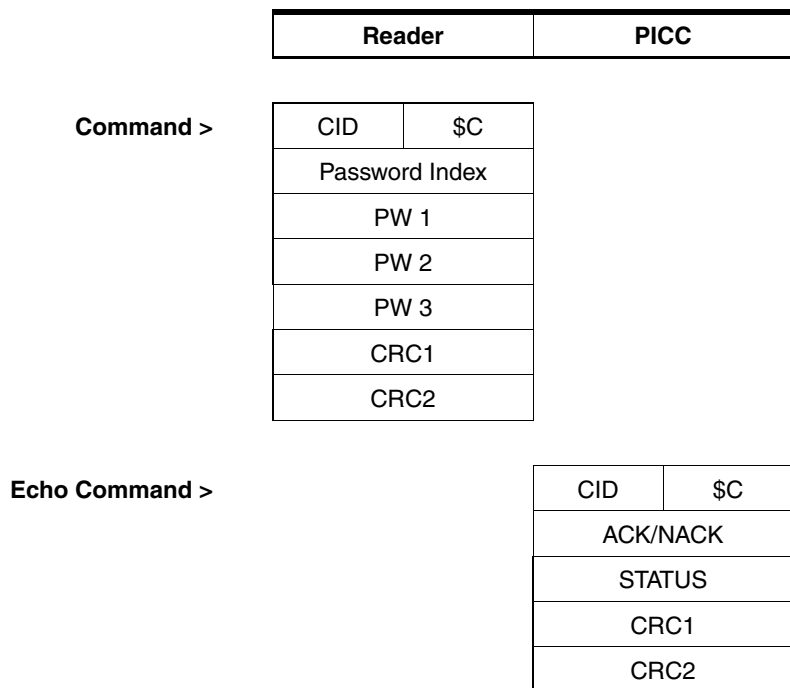 Reader PICC
Command > CID $C
Password Index
PW 1
PW 2
PW 3
CRC1
CRC2
Echo Command > CID $C
ACK/NACK
STATUS
CRC1
CRC2